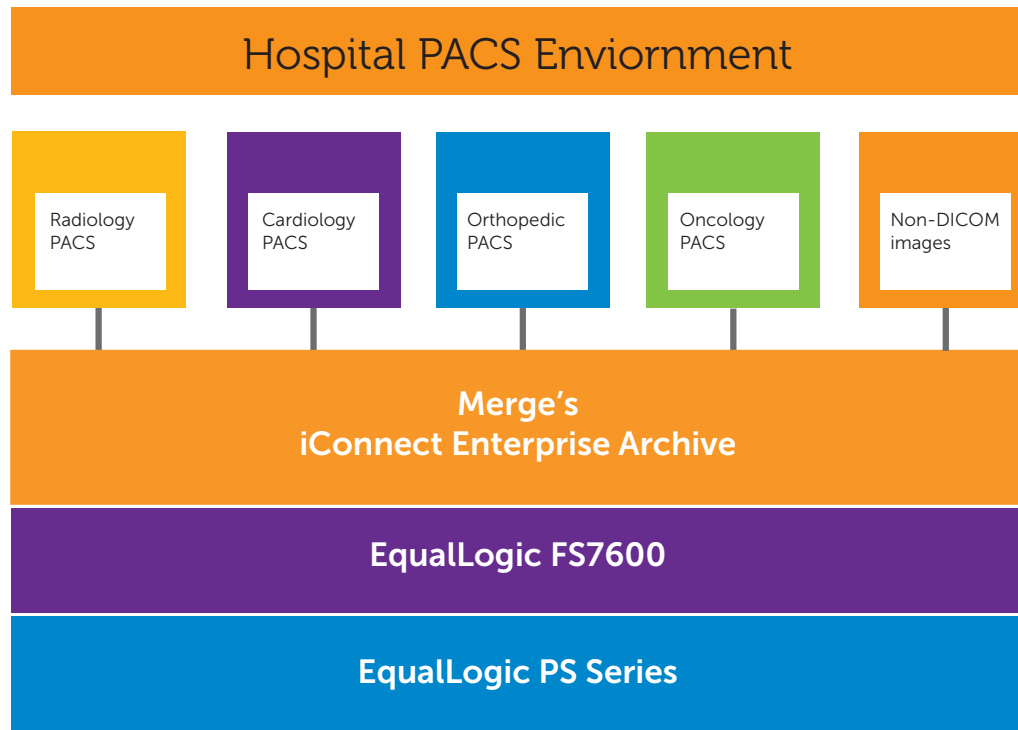 Hospital PACS Enviornment
Radiology
PACS
Cardiology
PACS
Orthopedic
PACS
Oncology
PACS
Non-DICOM
images
Merge’s
iConnect Enterprise Archive
EqualLogic FS7600
EqualLogic PS Series